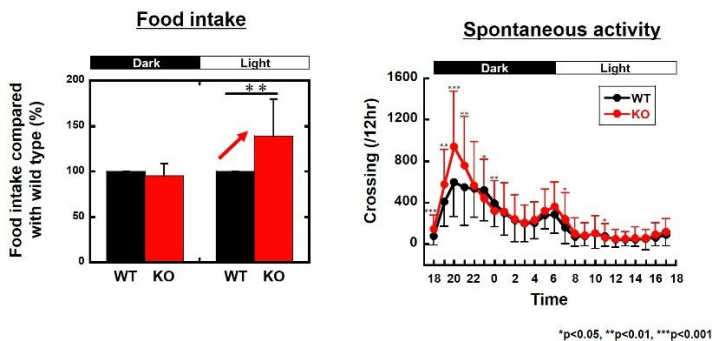 Food intake
Dark Light
Food intake compared
with wild type (%)
200
150
100
50
0
**
WT KO WT KO
Spontaneous activity
Dark Light
Crossing (/12hr)
1600
1200
800
400
0
*** ** *** ** * ** * *
WT
KO
18 20 22 0 2 4 6 8 10 12 14 16 18
Time
*p<0.05, **p<0.01, ***p<0.001